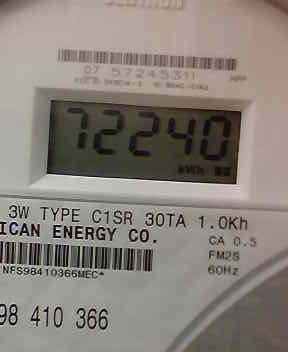 07 57245311
72240
kWh
3W TYPE C1SR 30TA 1.0Kh
ICAN ENERGY CO.
CA 0.5
FM2S
60Hz
NFS98410366MEC*
98 410 366